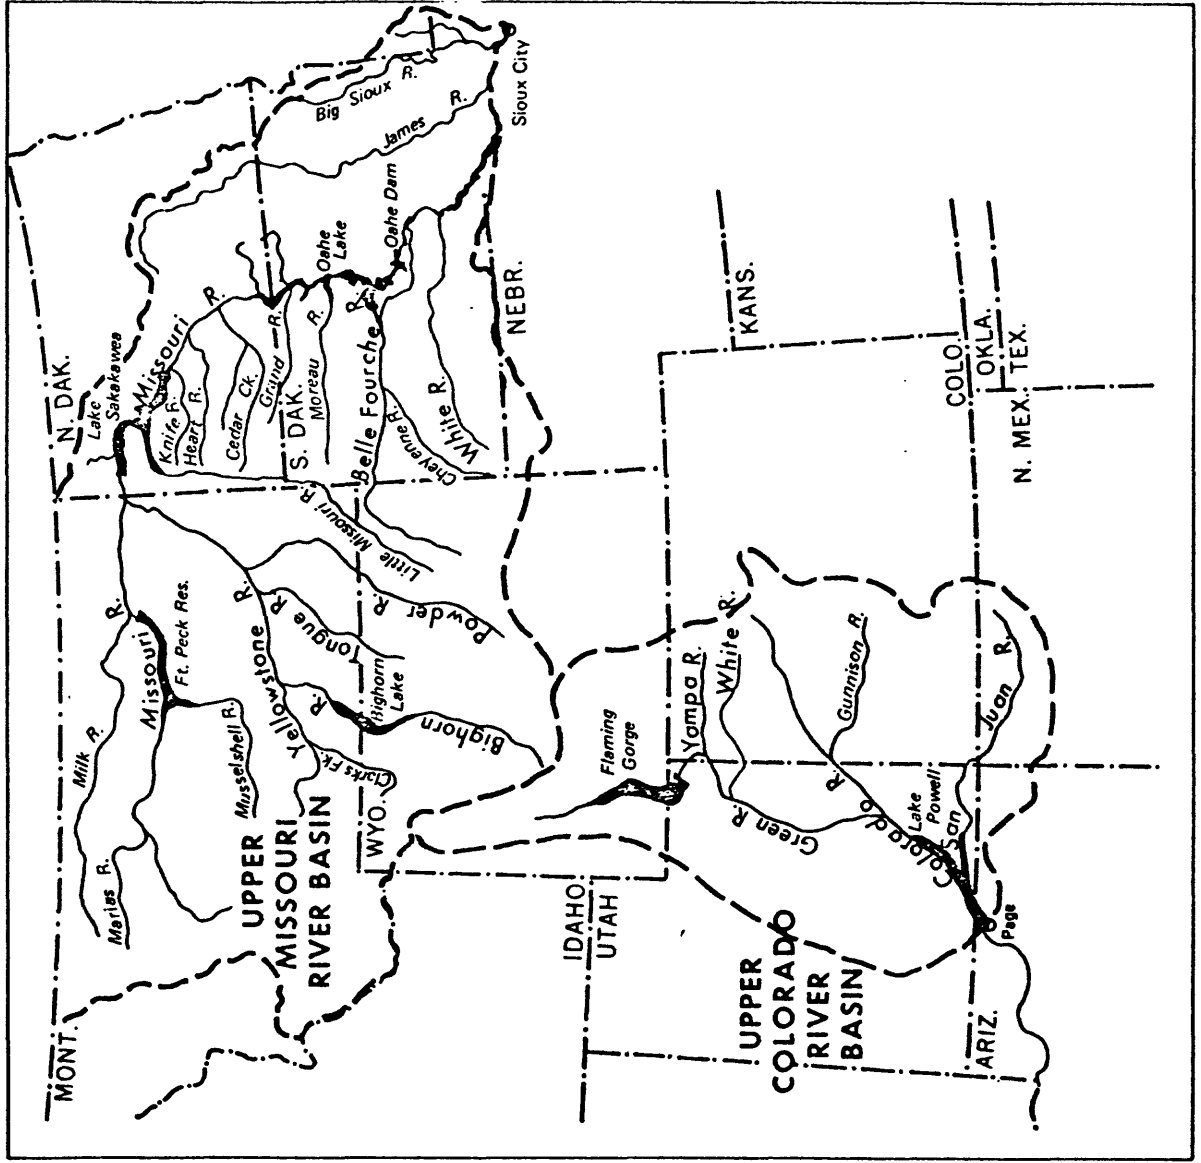 MONT.
N. DAK.
Lake
Sakakawea
Missouri R.
Knife R.
Heart R.
Cedar Ck.
Grand R.
S. DAK.
Moreau R.
Oahe
Lake
Oahe Dam
James R.
Big Sioux R.
Sioux City
Belle Fourche R.
Cheyenne R.
White R.
NEBR.
Milk R.
Marias R.
Missouri R.
Ft. Peck Res.
Musselshell R.
Yellowstone R.
Tongue R.
Powder R.
Little Missouri R.
Bighorn R.
Bighorn
Lake
Clarks Fk.
UPPER
MISSOURI
RIVER BASIN
WYO.
IDAHO
UTAH
Flaming
Gorge
Yampa R.
White R.
Green R.
Gunnison R.
Colorado R.
Lake
Powell
San Juan R.
Page
UPPER
COLORADO
RIVER
BASIN
ARIZ.
KANS.
COLO.
OKLA.
N. MEX.
TEX.